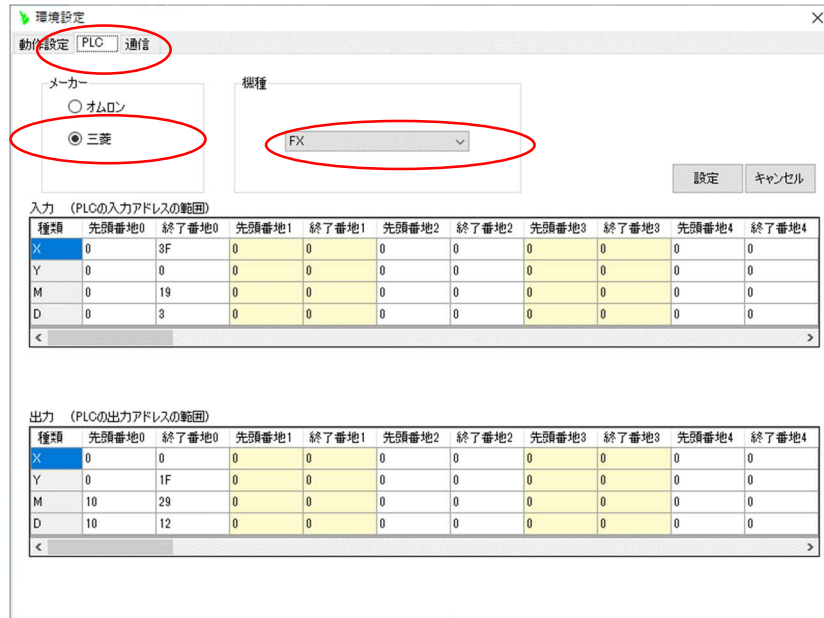 環境設定
動作設定 PLC 通信
メーカー
オムロン
三菱
機種
FX
設定 キャンセル
入力 (PLCの入力アドレスの範囲)
種類 先頭番地0 終了番地0 先頭番地1 終了番地1 先頭番地2 終了番地2 先頭番地3 終了番地3 先頭番地4 終了番地4
X 0 3F 0 0 0 0 0 0 0 0
Y 0 0 0 0 0 0 0 0 0 0
M 0 19 0 0 0 0 0 0 0 0
D 0 3 0 0 0 0 0 0 0 0
出力 (PLCの出力アドレスの範囲)
種類 先頭番地0 終了番地0 先頭番地1 終了番地1 先頭番地2 終了番地2 先頭番地3 終了番地3 先頭番地4 終了番地4
X 0 0 0 0 0 0 0 0 0 0
Y 0 1F 0 0 0 0 0 0 0 0
M 10 29 0 0 0 0 0 0 0 0
D 10 12 0 0 0 0 0 0 0 0